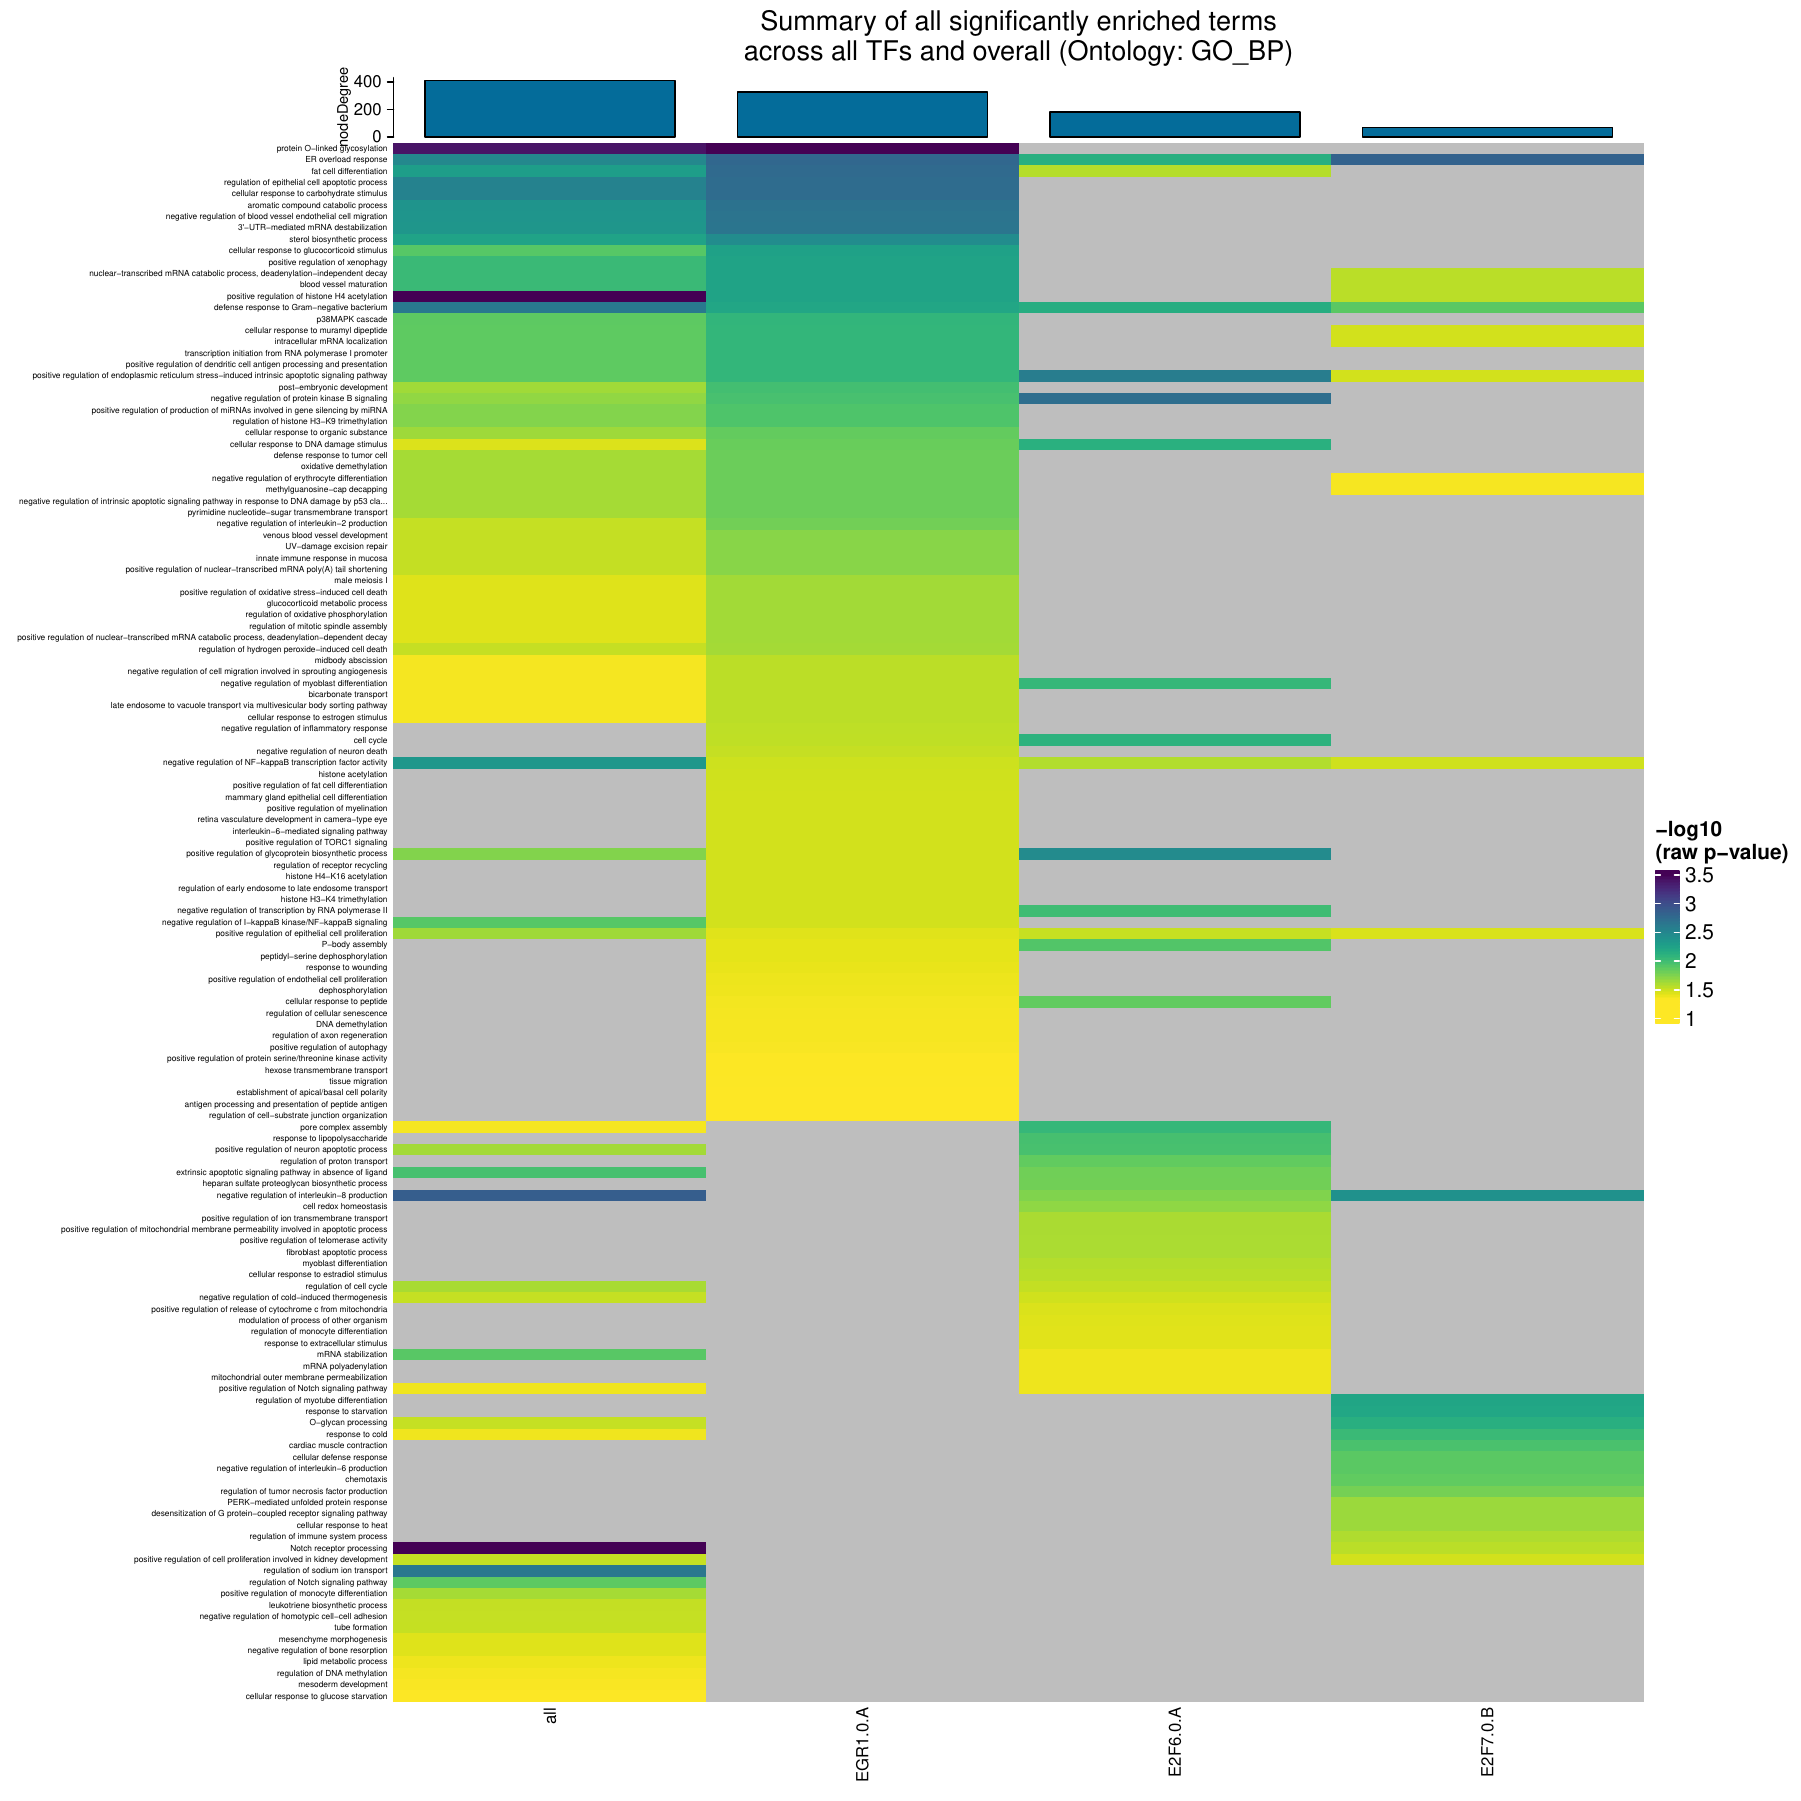 Summary of all significantly enriched terms
across all TFs and overall (Ontology: GO_BP)
nodeDegree
400
200
0
protein O−linked glycosylation
ER overload response
fat cell differentiation
regulation of epithelial cell apoptotic process
cellular response to carbohydrate stimulus
aromatic compound catabolic process
negative regulation of blood vessel endothelial cell migration
3'−UTR−mediated mRNA destabilization
sterol biosynthetic process
cellular response to glucocorticoid stimulus
positive regulation of xenophagy
nuclear−transcribed mRNA catabolic process, deadenylation−independent decay
blood vessel maturation
positive regulation of histone H4 acetylation
defense response to Gram−negative bacterium
p38MAPK cascade
cellular response to muramyl dipeptide
intracellular mRNA localization
transcription initiation from RNA polymerase I promoter
positive regulation of dendritic cell antigen processing and presentation
positive regulation of endoplasmic reticulum stress−induced intrinsic apoptotic signaling pathway
post−embryonic development
negative regulation of protein kinase B signaling
positive regulation of production of miRNAs involved in gene silencing by miRNA
regulation of histone H3−K9 trimethylation
cellular response to organic substance
cellular response to DNA damage stimulus
defense response to tumor cell
oxidative demethylation
negative regulation of erythrocyte differentiation
methylguanosine−cap decapping
negative regulation of intrinsic apoptotic signaling pathway in response to DNA damage by p53 cla...
pyrimidine nucleotide−sugar transmembrane transport
negative regulation of interleukin−2 production
venous blood vessel development
UV−damage excision repair
innate immune response in mucosa
positive regulation of nuclear−transcribed mRNA poly(A) tail shortening
male meiosis I
positive regulation of oxidative stress−induced cell death
glucocorticoid metabolic process
regulation of oxidative phosphorylation
regulation of mitotic spindle assembly
positive regulation of nuclear−transcribed mRNA catabolic process, deadenylation−dependent decay
regulation of hydrogen peroxide−induced cell death
midbody abscission
negative regulation of cell migration involved in sprouting angiogenesis
negative regulation of myoblast differentiation
bicarbonate transport
late endosome to vacuole transport via multivesicular body sorting pathway
cellular response to estrogen stimulus
negative regulation of inflammatory response
cell cycle
negative regulation of neuron death
negative regulation of NF−kappaB transcription factor activity
histone acetylation
positive regulation of fat cell differentiation
mammary gland epithelial cell differentiation
positive regulation of myelination
retina vasculature development in camera−type eye
interleukin−6−mediated signaling pathway
positive regulation of TORC1 signaling
positive regulation of glycoprotein biosynthetic process
regulation of receptor recycling
histone H4−K16 acetylation
regulation of early endosome to late endosome transport
histone H3−K4 trimethylation
negative regulation of transcription by RNA polymerase II
negative regulation of I−kappaB kinase/NF−kappaB signaling
positive regulation of epithelial cell proliferation
P−body assembly
peptidyl−serine dephosphorylation
response to wounding
positive regulation of endothelial cell proliferation
dephosphorylation
cellular response to peptide
regulation of cellular senescence
DNA demethylation
regulation of axon regeneration
positive regulation of autophagy
positive regulation of protein serine/threonine kinase activity
hexose transmembrane transport
tissue migration
establishment of apical/basal cell polarity
antigen processing and presentation of peptide antigen
regulation of cell−substrate junction organization
pore complex assembly
response to lipopolysaccharide
positive regulation of neuron apoptotic process
regulation of proton transport
extrinsic apoptotic signaling pathway in absence of ligand
heparan sulfate proteoglycan biosynthetic process
negative regulation of interleukin−8 production
cell redox homeostasis
positive regulation of ion transmembrane transport
positive regulation of mitochondrial membrane permeability involved in apoptotic process
positive regulation of telomerase activity
fibroblast apoptotic process
myoblast differentiation
cellular response to estradiol stimulus
regulation of cell cycle
negative regulation of cold−induced thermogenesis
positive regulation of release of cytochrome c from mitochondria
modulation of process of other organism
regulation of monocyte differentiation
response to extracellular stimulus
mRNA stabilization
mRNA polyadenylation
mitochondrial outer membrane permeabilization
positive regulation of Notch signaling pathway
regulation of myotube differentiation
response to starvation
O−glycan processing
response to cold
cardiac muscle contraction
cellular defense response
negative regulation of interleukin−6 production
chemotaxis
regulation of tumor necrosis factor production
PERK−mediated unfolded protein response
desensitization of G protein−coupled receptor signaling pathway
cellular response to heat
regulation of immune system process
Notch receptor processing
positive regulation of cell proliferation involved in kidney development
regulation of sodium ion transport
regulation of Notch signaling pathway
positive regulation of monocyte differentiation
leukotriene biosynthetic process
negative regulation of homotypic cell−cell adhesion
tube formation
mesenchyme morphogenesis
negative regulation of bone resorption
lipid metabolic process
regulation of DNA methylation
mesoderm development
cellular response to glucose starvation
all
EGR1.0.A
E2F6.0.A
E2F7.0.B
−log10
(raw p−value)
3.5
3
2.5
2
1.5
1